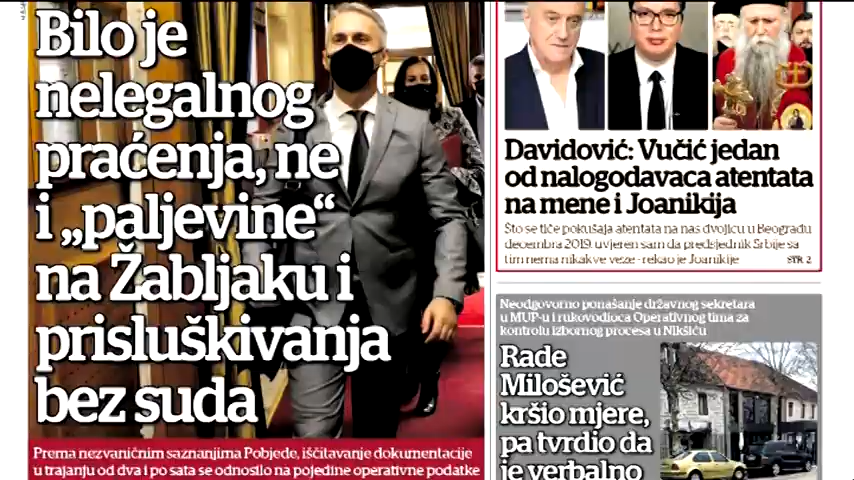 Bilo je
nelegalnog
praćenja, ne
i „paljevine“
na Žabljaku i
prisluškivanja
bez suda
Prema nezvaničnim saznanjima Pobjede, iščitavanje dokumentacije
u trajanju od dva i po sata se odnosilo na pojedine operativne podatke
Davidović: Vučić jedan
od nalogodavaca atentata
na mene i Joanikija
Što se tiče pokušaja atentata na nas dvojicu u Beogradu
decembra 2019. uvjeren sam da predsjednik Srbije sa
tim nema nikakve veze - rekao je Joanikije
STR. 2
Neodgovorno ponašanje državnog sekretara
u MUP-u i rukovodioca Operativnog tima za
kontrolu izbornog procesa u Nikšiću
Rade
Milošević
kršio mjere,
pa tvrdio da
je verbalno